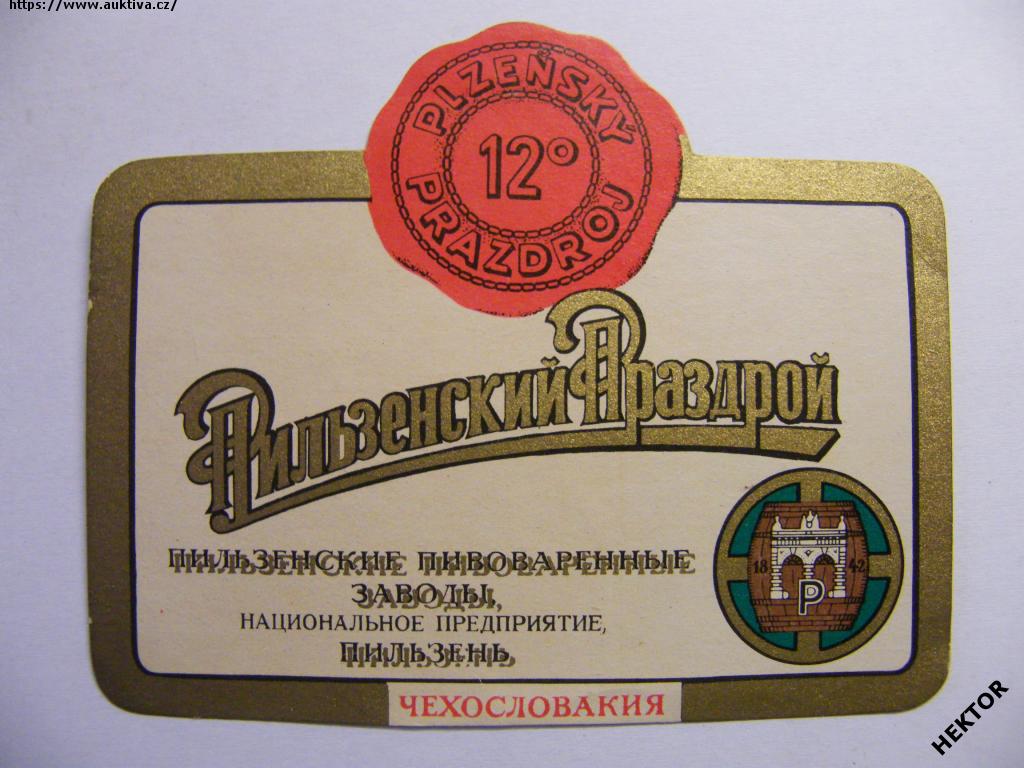 https://www.auktiva.cz/
PLZEŇSKÝ
12°
PRAZDROJ
Пильзенский Праздрой
ПИЛЬЗЕНСКИЕ ПИВОВАРЕННЫЕ
ЗАВОДЫ,
НАЦИОНАЛЬНОЕ ПРЕДПРИЯТИЕ,
ПИЛЬЗЕНЬ
18 42
P
ЧЕХОСЛОВАКИЯ
HEKTOR